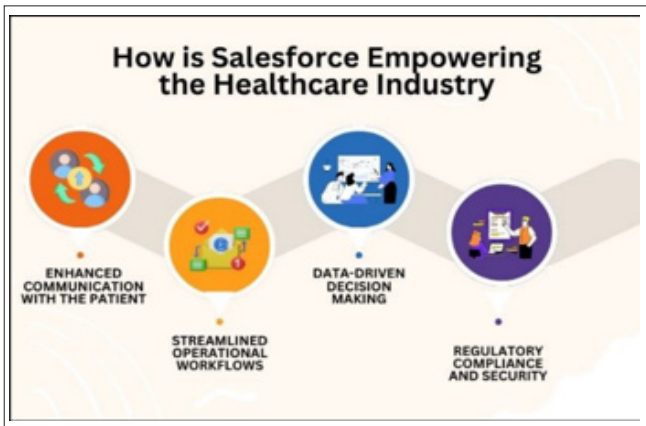 How is Salesforce Empowering
the Healthcare Industry
ENHANCED
COMMUNICATION
WITH THE PATIENT
STREAMLINED
OPERATIONAL
WORKFLOWS
DATA-DRIVEN
DECISION
MAKING
REGULATORY
COMPLIANCE
AND SECURITY